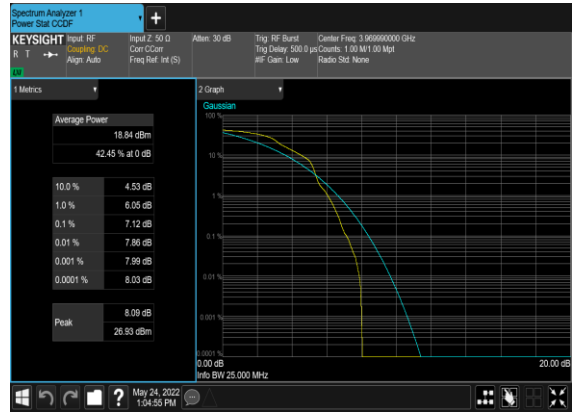 Spectrum Analyzer 1
Power Stat CCDF
+
KEYSIGHT
R T
LXI
Input: RF
Coupling: DC
Align: Auto
Input Z: 50 Ω
Corr CCorr
Freq Ref: Int (S)
Atten: 30 dB
Trig: RF Burst
Trig Delay: 500.0 µs
#IF Gain: Low
Center Freq: 3.969990000 GHz
Counts: 1.00 M/1.00 Mpt
Radio Std: None
1 Metrics
Average Power
18.84 dBm
42.45 % at 0 dB
10.0 % 4.53 dB
1.0 % 6.05 dB
0.1 % 7.12 dB
0.01 % 7.86 dB
0.001 % 7.99 dB
0.0001 % 8.03 dB
Peak
8.09 dB
26.93 dBm
2 Graph
Gaussian
100 %
10 %
1 %
0.1 %
0.01 %
0.001 %
0.0001 %
0.00 dB 20.00 dB
Info BW 25.000 MHz
?
May 24, 2022
1:04:55 PM